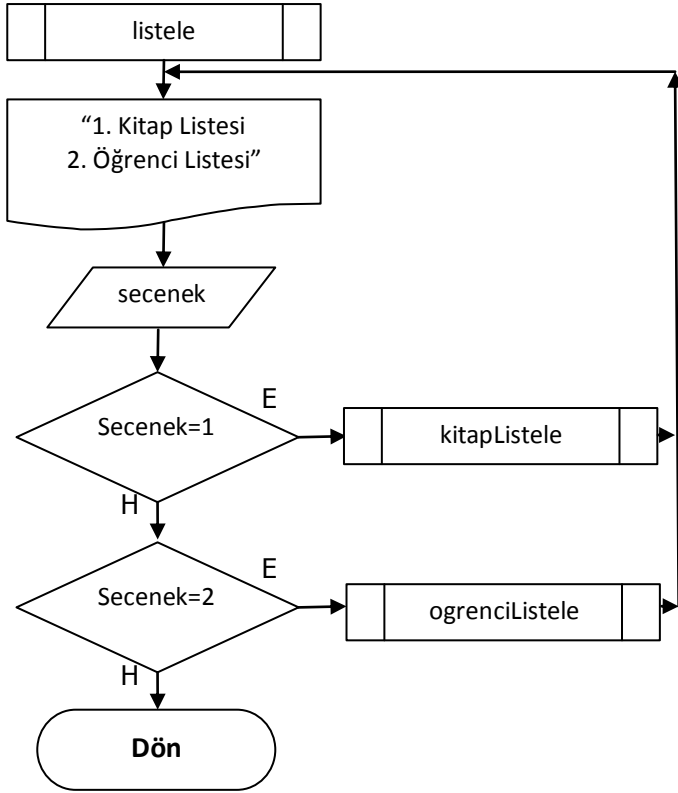 listele
“1. Kitap Listesi
2. Öğrenci Listesi”
secenek
Secenek=1
E
kitapListele
H
Secenek=2
E
ogrenciListele
H
Dön